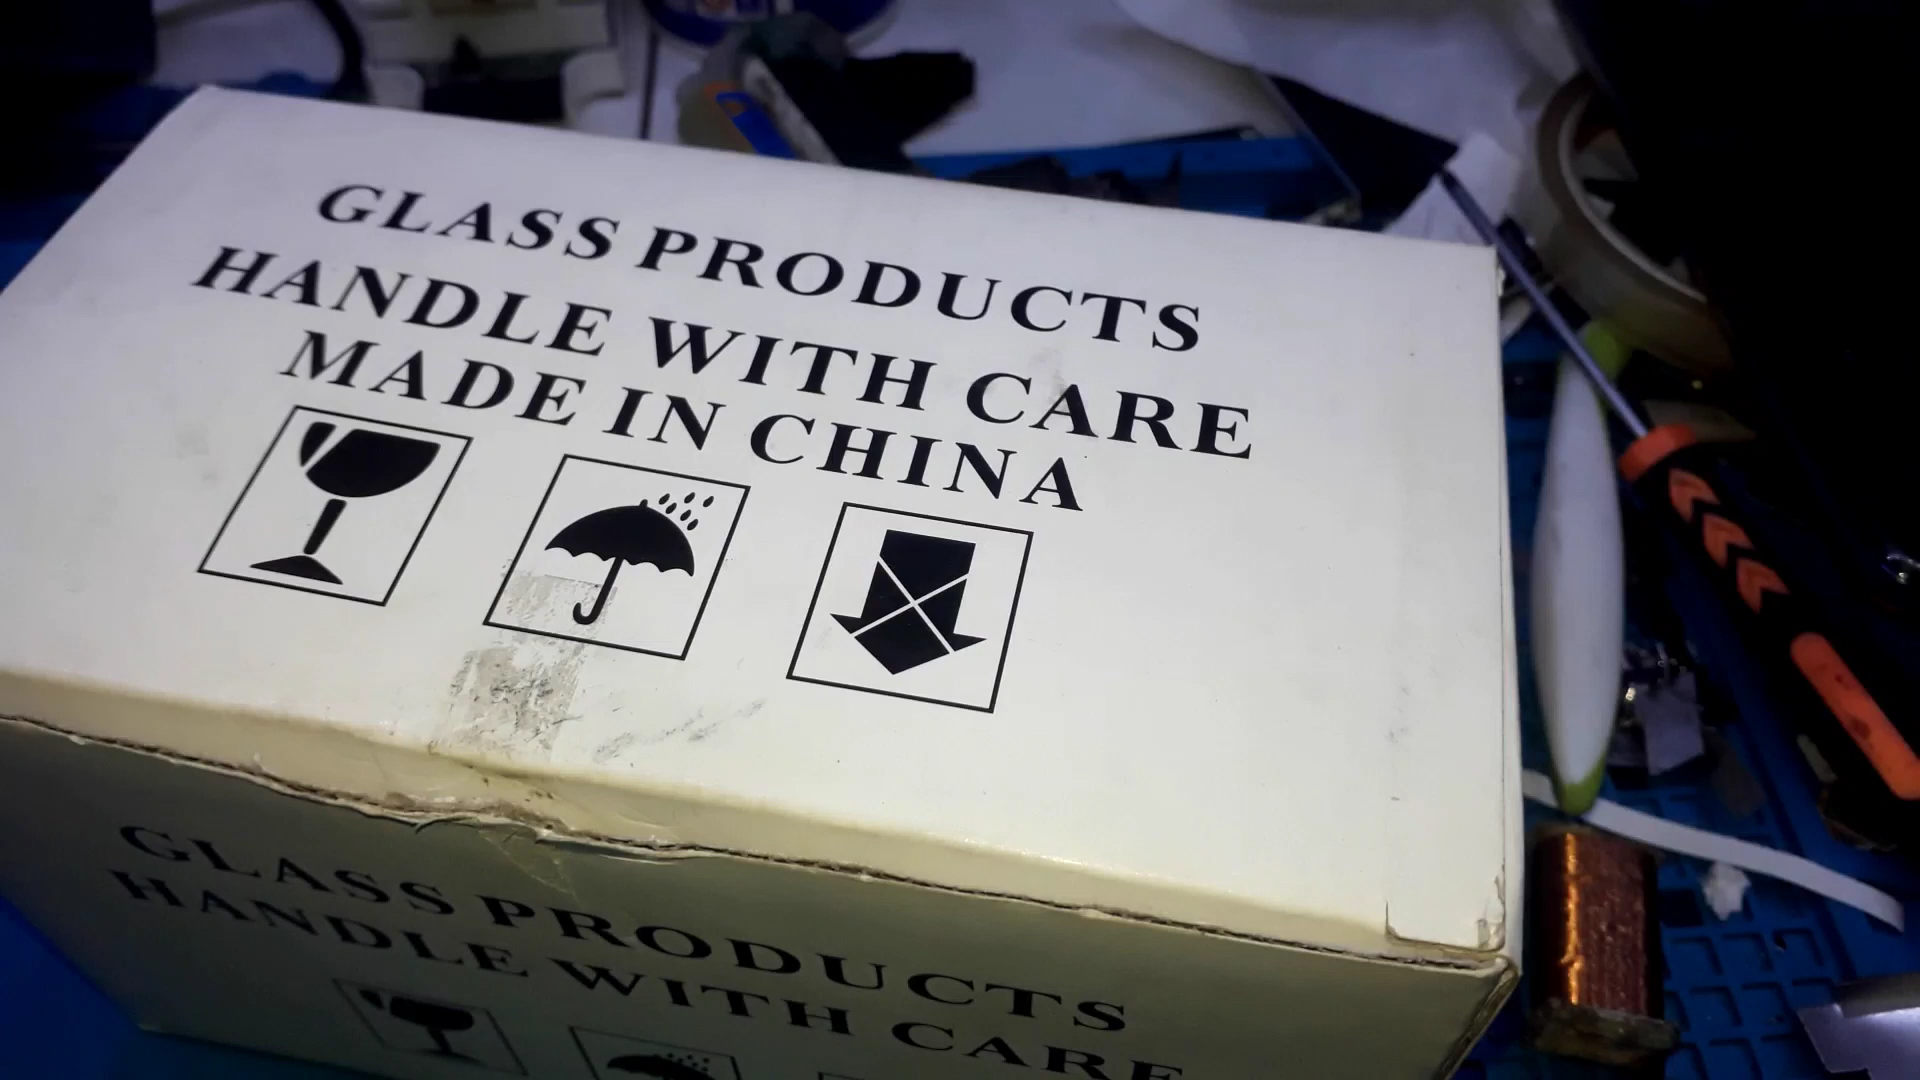 GLASS PRODUCTS
HANDLE WITH CARE
MADE IN CHINA
GLASS PRODUCTS
HANDLE WITH CARE